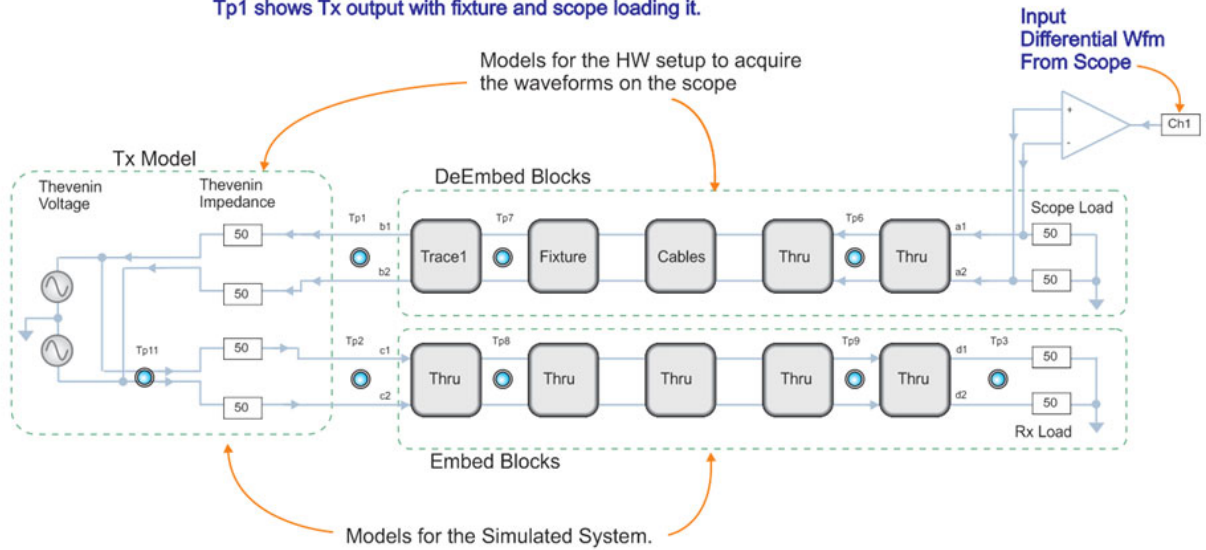 Tp1 shows Tx output with fixture and scope loading it.
Input
Differential Wfm
From Scope
Models for the HW setup to acquire
the waveforms on the scope
+
-
Ch1
Tx Model
DeEmbed Blocks
Thevenin
Voltage
Thevenin
Impedance
Scope Load
Tp1
b1
Tp7
Tp6
a1
50
50
Trace1
Fixture
Cables
Thru
Thru
b2
a2
50
50
Tp11
50
Tp2
c1
Tp8
Tp9
d1
Tp3
50
Thru
Thru
Thru
Thru
Thru
50
c2
d2
50
Rx Load
Embed Blocks
Models for the Simulated System.